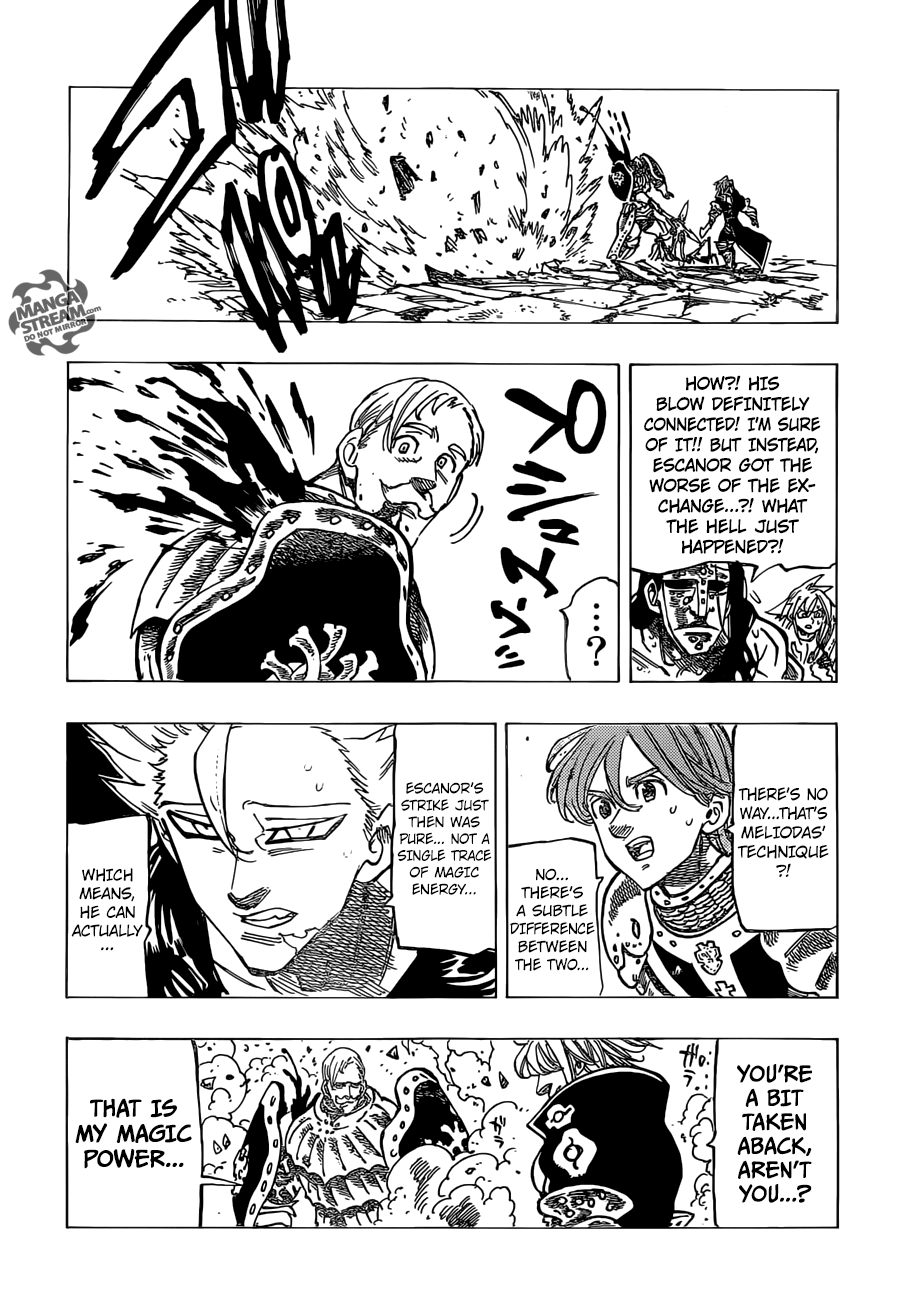 MANGA
STREAM.com
DO NOT MIRROR
HOW?! HIS
BLOW DEFINITELY
CONNECTED! I'M SURE
OF IT!! BUT INSTEAD,
ESCANOR GOT THE
WORSE OF THE EX-
CHANGE...?! WHAT
THE HELL JUST
HAPPENED?!
...?
THERE'S NO
WAY...THAT'S
MELIODAS'
TECHNIQUE
?!
NO...
THERE'S
A SUBTLE
DIFFERENCE
BETWEEN
THE TWO...
ESCANOR'S
STRIKE JUST
THEN WAS
PURE... NOT A
SINGLE TRACE
OF MAGIC
ENERGY...
WHICH
MEANS,
HE CAN
ACTUALLY
...
YOU'RE
A BIT
TAKEN
ABACK,
AREN'T
YOU...?
THAT IS
MY MAGIC
POWER...